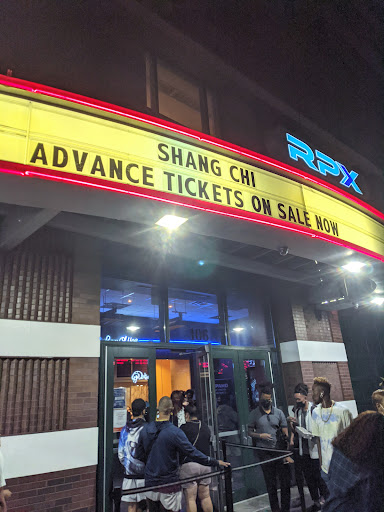 SHANG CHI
ADVANCE TICKETS ON SALE NOW
RPX